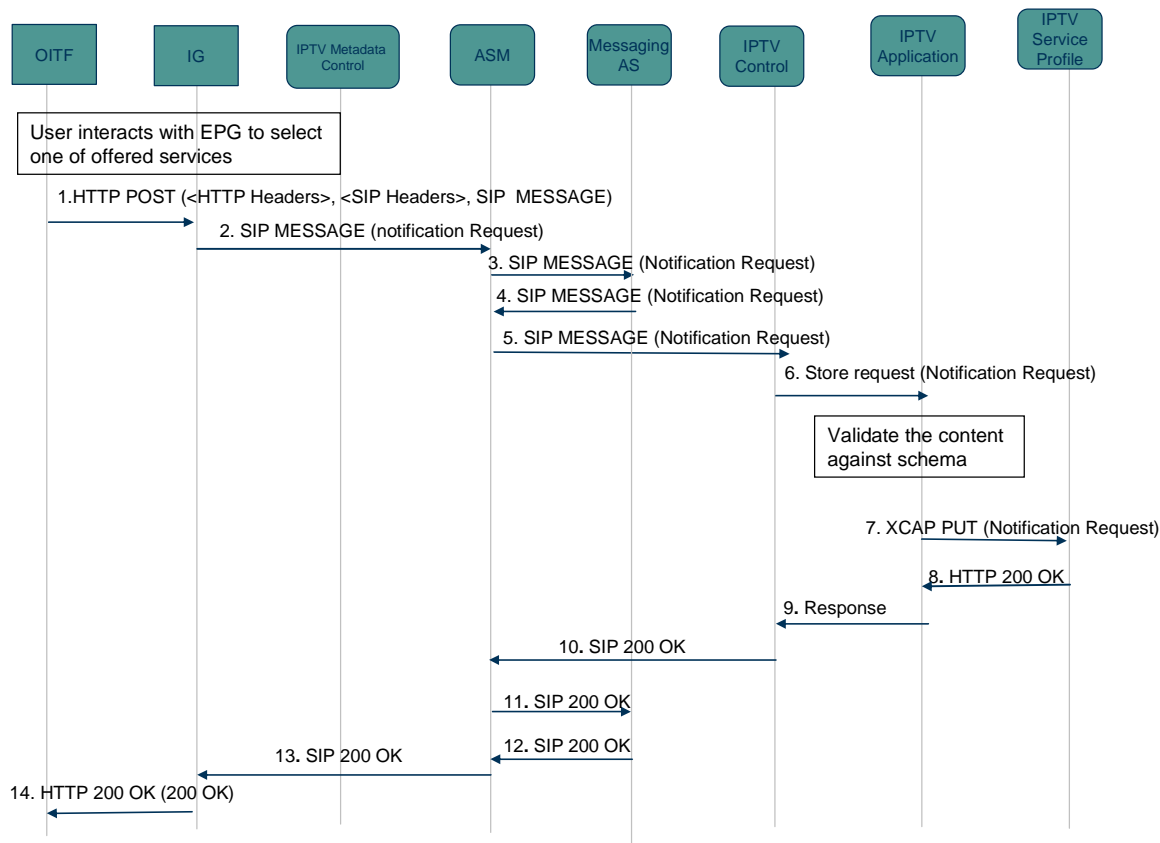 OITF
IG
IPTV Metadata
Control
ASM
Messaging
AS
IPTV
Control
IPTV
Application
IPTV
Service
Profile
User interacts with EPG to select
one of offered services
1.HTTP POST (<HTTP Headers>, <SIP Headers>, SIP MESSAGE)
2. SIP MESSAGE (notification Request)
3. SIP MESSAGE (Notification Request)
4. SIP MESSAGE (Notification Request)
5. SIP MESSAGE (Notification Request)
6. Store request (Notification Request)
Validate the content
against schema
7. XCAP PUT (Notification Request)
8. HTTP 200 OK
9. Response
10. SIP 200 OK
11. SIP 200 OK
12. SIP 200 OK
13. SIP 200 OK
14. HTTP 200 OK (200 OK)